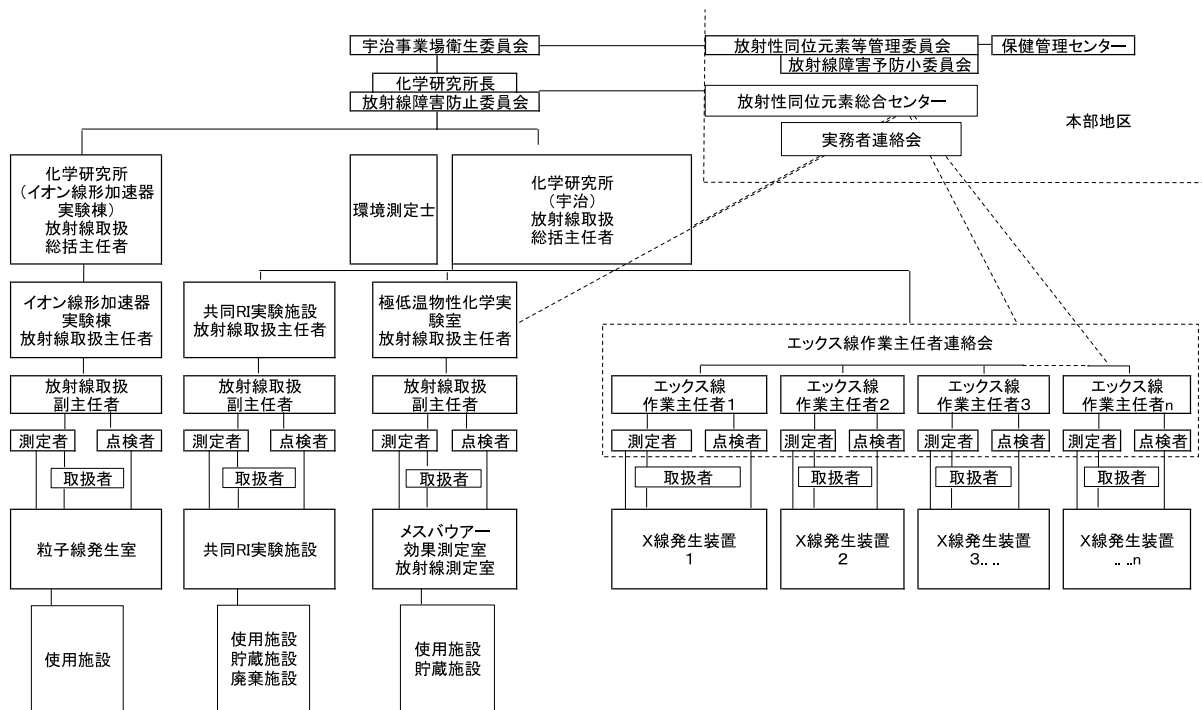 宇治事業場衛生委員会
放射性同位元素等管理委員会
保健管理センター
放射線障害予防小委員会
化学研究所長
放射線障害防止委員会
放射性同位元素総合センター
本部地区
実務者連絡会
化学研究所
（イオン線形加速器
実験棟）
放射線取扱
総括主任者
環境測定士
化学研究所
（宇治）
放射線取扱
総括主任者
イオン線形加速器
実験棟
放射線取扱主任者
共同RI実験施設
放射線取扱主任者
極低温物性化学実
験室
放射線取扱主任者
エックス線作業主任者連絡会
放射線取扱
副主任者
放射線取扱
副主任者
放射線取扱
副主任者
エックス線
作業主任者1
エックス線
作業主任者2
エックス線
作業主任者3
エックス線
作業主任者n
測定者
点検者
測定者
点検者
測定者
点検者
測定者
点検者
測定者
点検者
測定者
点検者
測定者
点検者
取扱者
取扱者
取扱者
取扱者
取扱者
取扱者
取扱者
粒子線発生室
共同RI実験施設
メスバウアー
効果測定室
放射線測定室
X線発生装置
1
X線発生装置
2
X線発生装置
3.. ..
X線発生装置
.. ..n
使用施設
使用施設
貯蔵施設
廃棄施設
使用施設
貯蔵施設